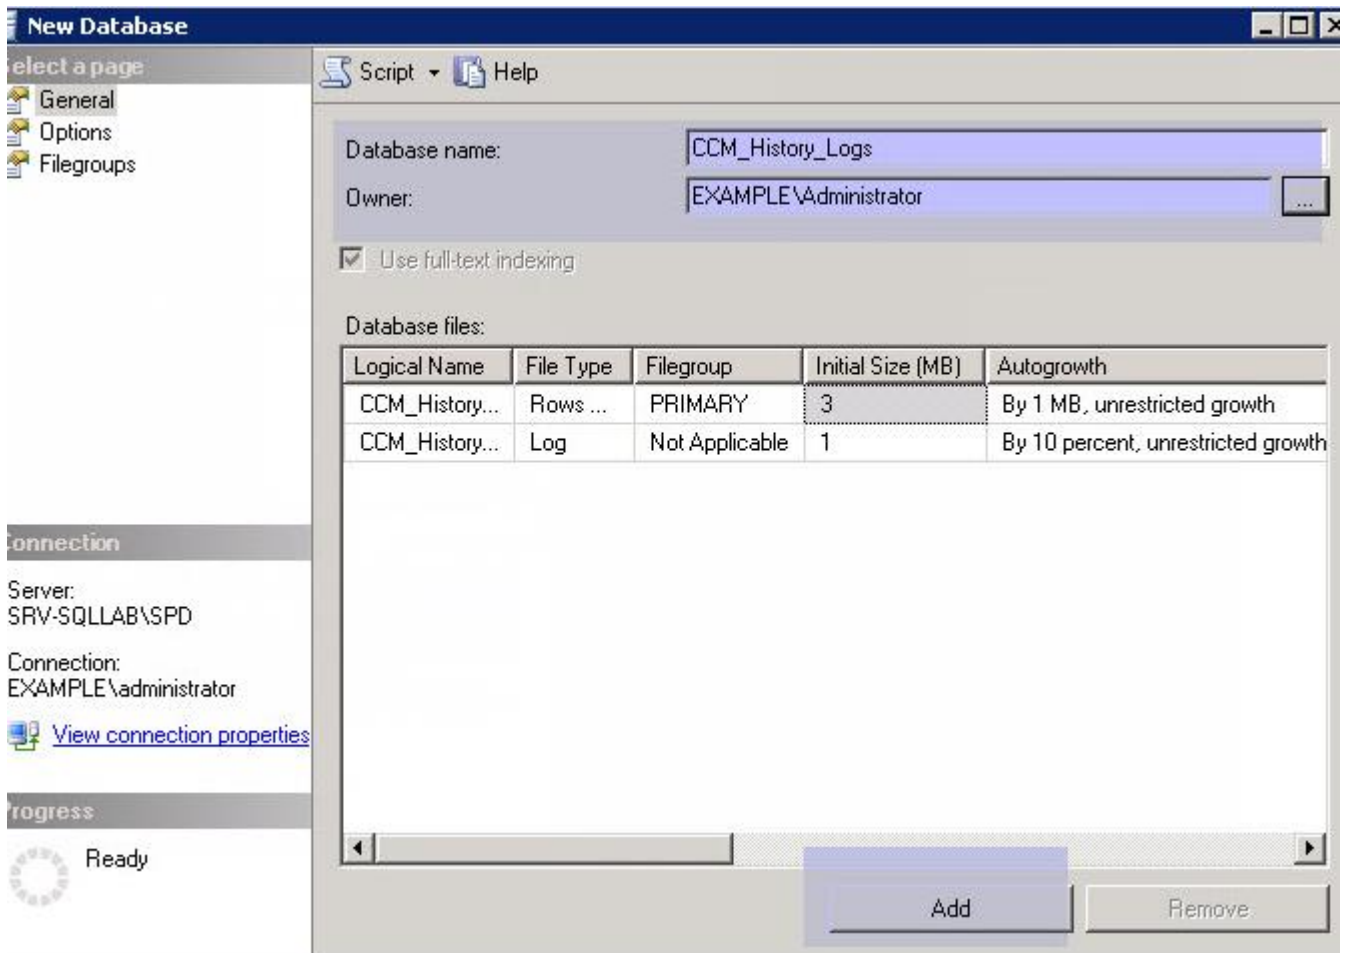 New Database
elect a page
General
Options
Filegroups
Script
Help
Database name:
CCM_History_Logs
Owner:
EXAMPLE\Administrator
...
Use full-text indexing
Database files:
Logical Name File Type Filegroup Initial Size (MB) Autogrowth
CCM_History... Rows ... PRIMARY 3 By 1 MB, unrestricted growth
CCM_History... Log Not Applicable 1 By 10 percent, unrestricted growth
onnection
Server:
SRV-SQLLAB\SPD
Connection:
EXAMPLE\administrator
View connection properties
rogress
Ready
Add
Remove